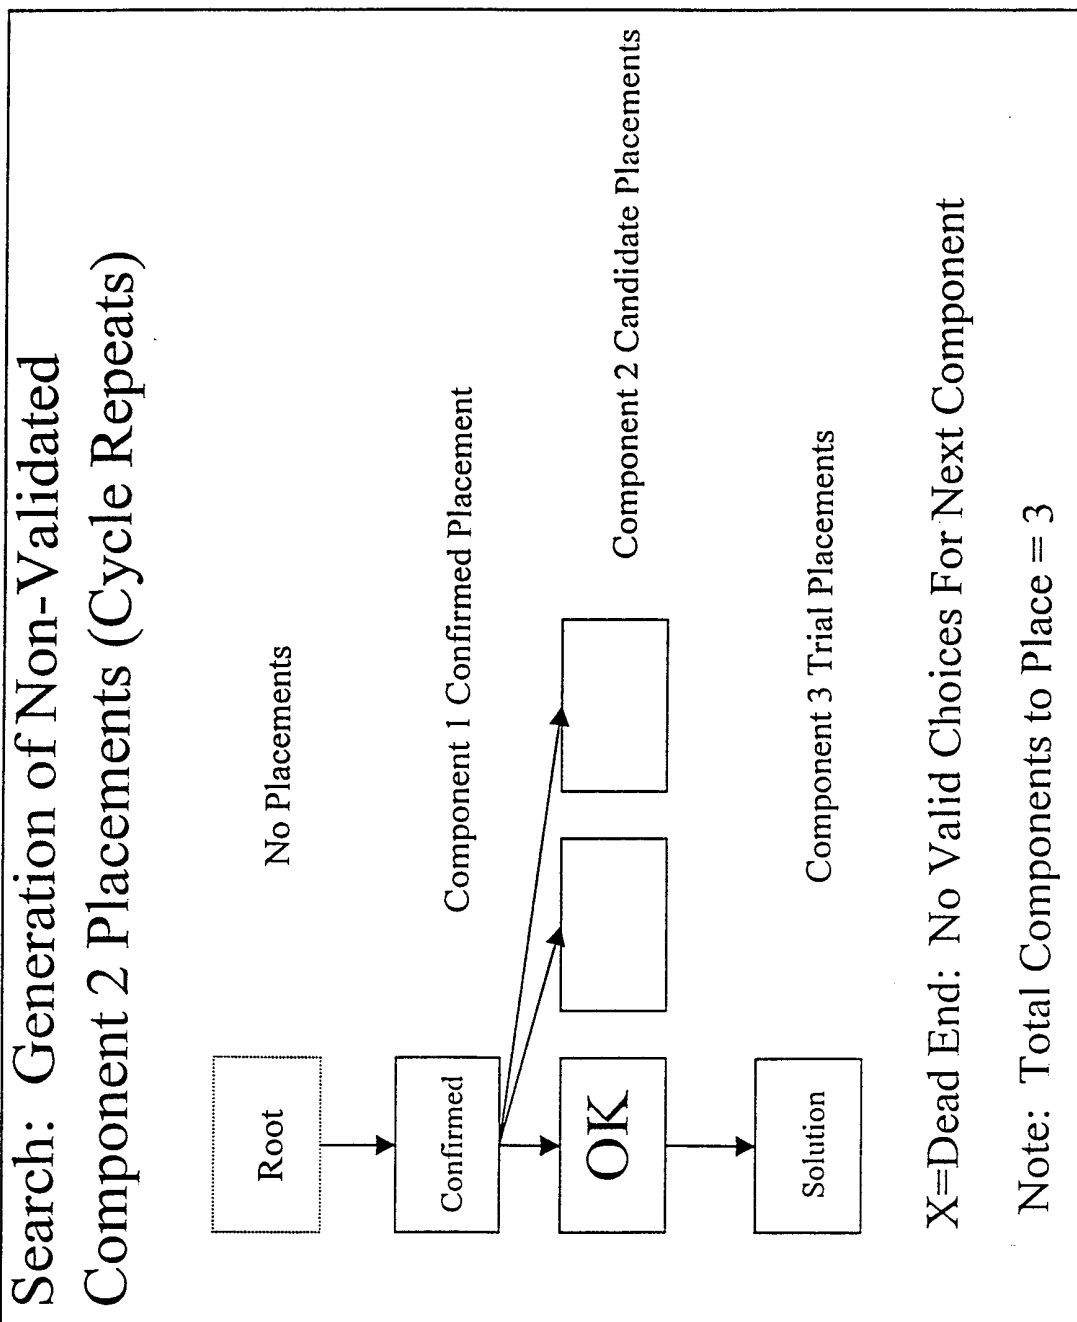 Search: Generation of Non-Validated
Component 2 Placements (Cycle Repeats)
Root
No Placements
Confirmed
Component 1 Confirmed Placement
OK
Component 2 Candidate Placements
Solution
Component 3 Trial Placements
X=Dead End: No Valid Choices For Next Component
Note: Total Components to Place = 3